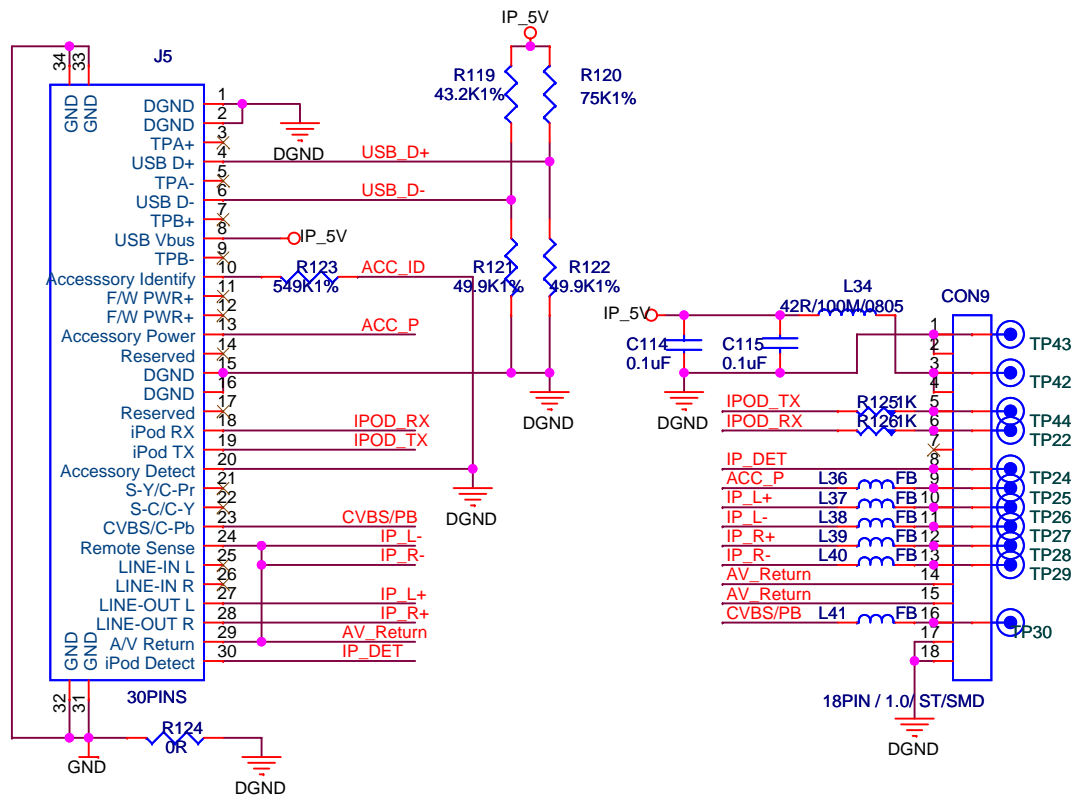 IP_5V
J5
34
33
GND
GND
R119
43.2K1%
R120
75K1%
DGND 1
DGND 2
TPA+ 3
USB D+ 4
TPA- 5
USB D- 6
TPB+ 7
USB Vbus 8
TPB- 9
Accesssory Identify 10
F/W PWR+ 11
F/W PWR+ 12
Accessory Power 13
Reserved 14
DGND 15
DGND 16
Reserved 17
iPod RX 18
iPod TX 19
Accessory Detect 20
S-Y/C-Pr 21
S-C/C-Y 22
CVBS/C-Pb 23
Remote Sense 24
LINE-IN L 25
LINE-IN R 26
LINE-OUT L 27
LINE-OUT R 28
A/V Return 29
iPod Detect 30
DGND
USB_D+
USB_D-
IP_5V
R123
549K1%
ACC_ID
R121
49.9K1%
R122
49.9K1%
ACC_P
DGND
IPOD_RX
IPOD_TX
DGND
CVBS/PB
IP_L-
IP_R-
IP_L+
IP_R+
AV_Return
IP_DET
GND
GND
32
31
30PINS
R124
0R
GND
DGND
L34
42R/100M/0805
CON9
IP_5V
C114
0.1uF
C115
0.1uF
DGND
1
2
3
4
5
6
7
8
9
10
11
12
13
14
15
16
17
18
TP43
TP42
IPOD_TX R125 1K TP44
IPOD_RX R126 1K TP22
IP_DET TP24
ACC_P L36 FB TP25
IP_L+ L37 FB TP26
IP_L- L38 FB TP27
IP_R+ L39 FB TP28
IP_R- L40 FB TP29
AV_Return
AV_Return
CVBS/PB L41 FB TP30
18PIN / 1.0/ ST/SMD
DGND